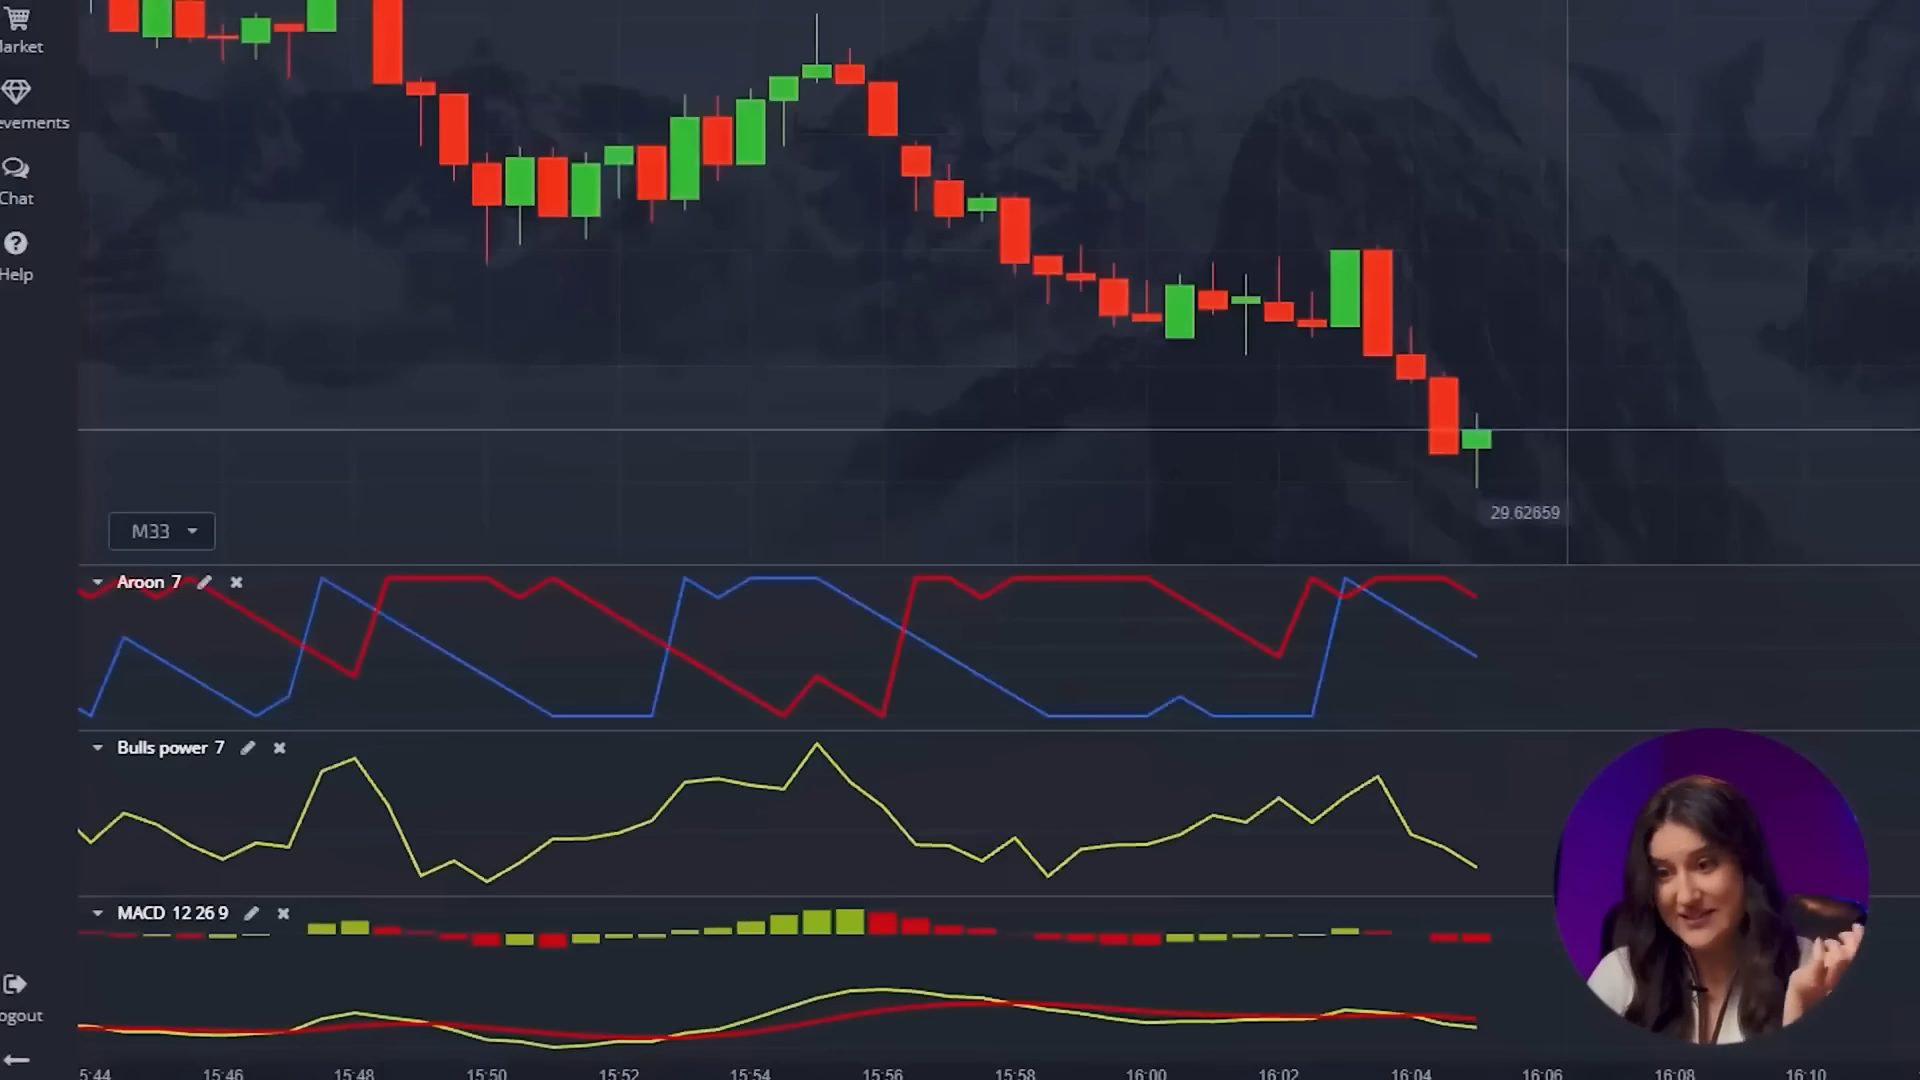 arket
evements
Chat
Help
29.62659
M33
Aroon 7
Bulls power 7
MACD 12 26 9
ogout
5:44 15:46 15:48 15:50 15:52 15:54 15:56 15:58 16:00 16:02 16:04 16:06 16:08 16:10